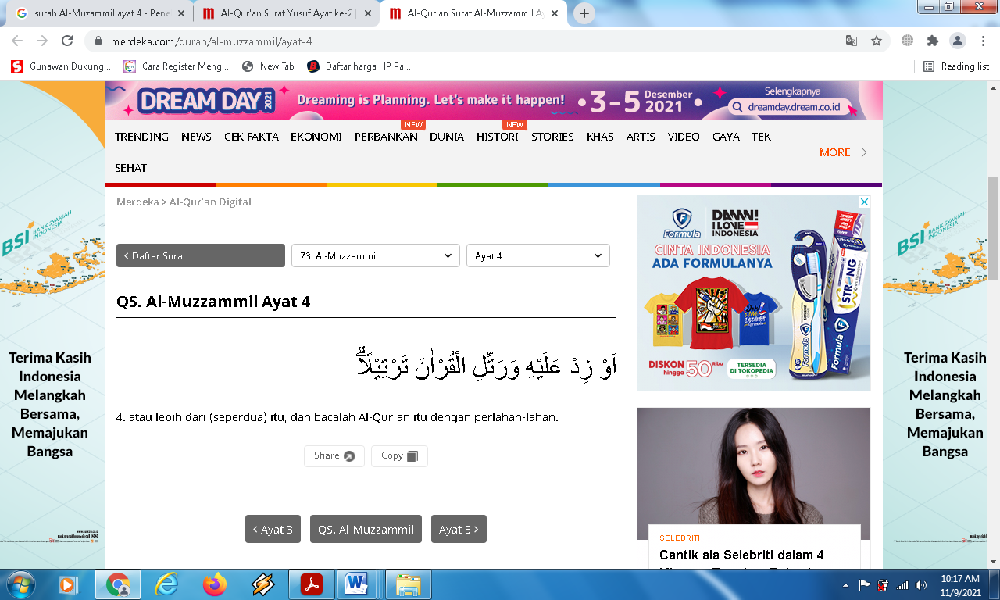 surah Al-Muzammil ayat 4 - Pene
Al-Qur'an Surat Yusuf Ayat ke-2 |
Al-Qur'an Surat Al-Muzzammil Ay
merdeka.com/quran/al-muzzammil/ayat-4
Gunawan Dukung... Cara Register Meng... New Tab Daftar harga HP Pa... Reading list
DREAM DAY 2021 Dreaming is Planning. Let's make it happen! •3-5 Desember 2021 • Selengkapnya
dreamday.dream.co.id
NEW NEW
TRENDING NEWS CEK FAKTA EKONOMI PERBANKAN DUNIA HISTORI STORIES KHAS ARTIS VIDEO GAYA TEK
MORE
SEHAT
Merdeka > Al-Qur'an Digital
< Daftar Surat 73. Al-Muzzammil Ayat 4
QS. Al-Muzzammil Ayat 4
اَوْ زِدْ عَلَيْهِ وَرَتِّلِ الْقُرْاٰنَ تَرْتِيْلًاۗ
4. atau lebih dari (seperdua) itu, dan bacalah Al-Qur'an itu dengan perlahan-lahan.
Share Copy
< Ayat 3 QS. Al-Muzzammil Ayat 5 >
BSI BANK SYARIAH INDONESIA
Terima Kasih
Indonesia
Melangkah
Bersama,
Memajukan
Bangsa
Formula
DAMN! I LOVE INDONESIA
CINTA INDONESIA
ADA FORMULANYA
STRONG
Formula
DISKON hingga 50 Ribu
TERSEDIA DI TOKOPEDIA
SELEBRITI
Cantik ala Selebriti dalam 4
BSI BANK SYARIAH INDONESIA
Terima Kasih
Indonesia
Melangkah
Bersama,
Memajukan
Bangsa
10:17 AM
11/9/2021